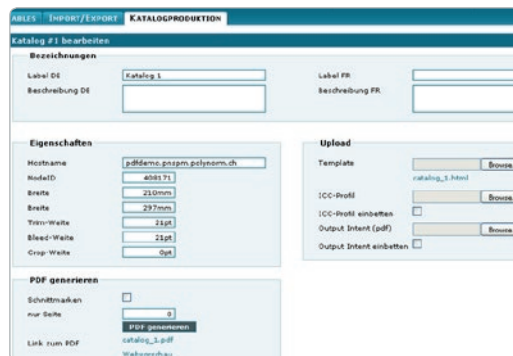 ABLES IMPORT/EXPORT KATALOGPRODUKTION
Katalog #1 bearbeiten
Bezeichnungen
Label DE Katalog 1 Label FR
Beschreibung DE Beschreibung FR
Eigenschaften
Hostname pdfdemo.pnspm.polynorm.ch
NodeID 408171
Breite 210mm
Breite 297mm
Trim-Weite 21pt
Bleed-Weite 21pt
Crop-Weite 0pt
Upload
Template Browse
catalog_1.html
ICC-Profil Browse
ICC-Profil einbetten
Output Intent (pdf) Browse
Output Intent einbetten
PDF generieren
Schnittmarken
nur Seite 0
PDF generieren
Link zum PDF catalog_1.pdf